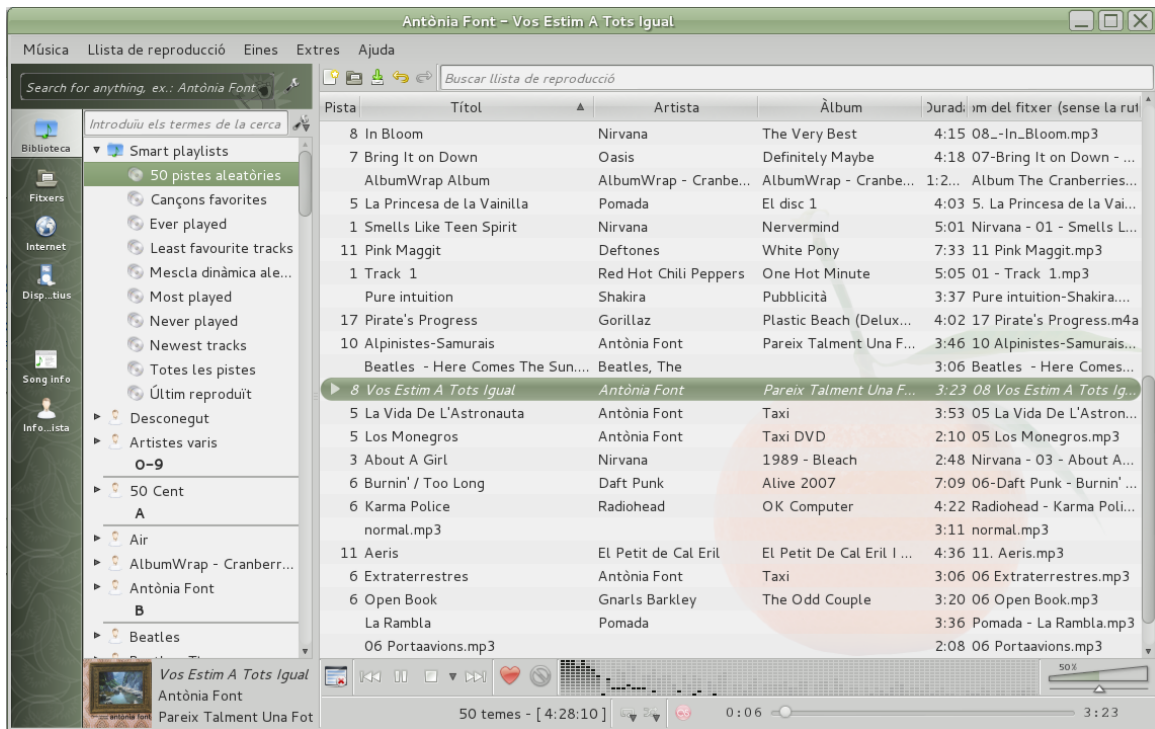 Antònia Font – Vos Estim A Tots Igual
Música Llista de reproducció Eines Extres Ajuda
Search for anything, ex.: Antònia Font
Buscar llista de reproducció
Introduïu els termes de la cerca
Biblioteca
Fitxers
Internet
Disp...tius
Song info
Info...ista
Smart playlists
50 pistes aleatòries
Cançons favorites
Ever played
Least favourite tracks
Mescla dinàmica ale...
Most played
Never played
Newest tracks
Totes les pistes
Últim reproduït
Desconegut
Artistes varis
0-9
50 Cent
A
Air
AlbumWrap - Cranberr...
Antònia Font
B
Beatles
Pista Títol Artista Àlbum Durada om del fitxer (sense la rut
8 In Bloom Nirvana The Very Best 4:15 08_-In_Bloom.mp3
7 Bring It on Down Oasis Definitely Maybe 4:18 07-Bring It on Down - ...
AlbumWrap Album AlbumWrap - Cranbe... AlbumWrap - Cranbe... 1:2... Album The Cranberries...
5 La Princesa de la Vainilla Pomada El disc 1 4:03 5. La Princesa de la Vai...
1 Smells Like Teen Spirit Nirvana Nervermind 5:01 Nirvana - 01 - Smells L...
11 Pink Maggit Deftones White Pony 7:33 11 Pink Maggit.mp3
1 Track 1 Red Hot Chili Peppers One Hot Minute 5:05 01 - Track 1.mp3
Pure intuition Shakira Pubblicità 3:37 Pure intuition-Shakira....
17 Pirate's Progress Gorillaz Plastic Beach (Delux... 4:02 17 Pirate's Progress.m4a
10 Alpinistes-Samurais Antònia Font Pareix Talment Una F... 3:46 10 Alpinistes-Samurais...
Beatles - Here Comes The Sun.... Beatles, The 3:06 Beatles - Here Comes...
8 Vos Estim A Tots Igual Antònia Font Pareix Talment Una F... 3:23 08 Vos Estim A Tots Ig...
5 La Vida De L'Astronauta Antònia Font Taxi 3:53 05 La Vida De L'Astron...
5 Los Monegros Antònia Font Taxi DVD 2:10 05 Los Monegros.mp3
3 About A Girl Nirvana 1989 - Bleach 2:48 Nirvana - 03 - About A...
6 Burnin' / Too Long Daft Punk Alive 2007 7:09 06-Daft Punk - Burnin' ...
6 Karma Police Radiohead OK Computer 4:22 Radiohead - Karma Poli...
normal.mp3 3:11 normal.mp3
11 Aeris El Petit de Cal Eril El Petit De Cal Eril I ... 4:36 11. Aeris.mp3
6 Extraterrestres Antònia Font Taxi 3:06 06 Extraterrestres.mp3
6 Open Book Gnarls Barkley The Odd Couple 3:20 06 Open Book.mp3
La Rambla Pomada 3:36 Pomada - La Rambla.mp3
06 Portaavions.mp3 2:08 06 Portaavions.mp3
Vos Estim A Tots Igual
Antònia Font
Pareix Talment Una Fot
50%
50 temes - [4:28:10] 0:06 3:23